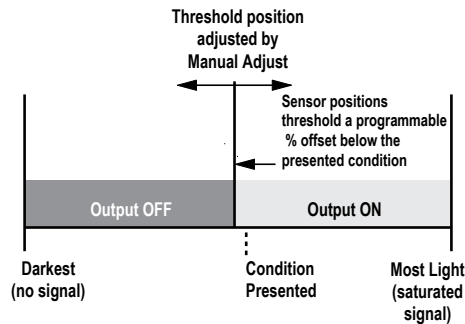 Threshold position
adjusted by
Manual Adjust
Sensor positions
threshold a programmable
% offset below the
presented condition
Output OFF
Output ON
Darkest
(no signal)
Condition
Presented
Most Light
(saturated
signal)